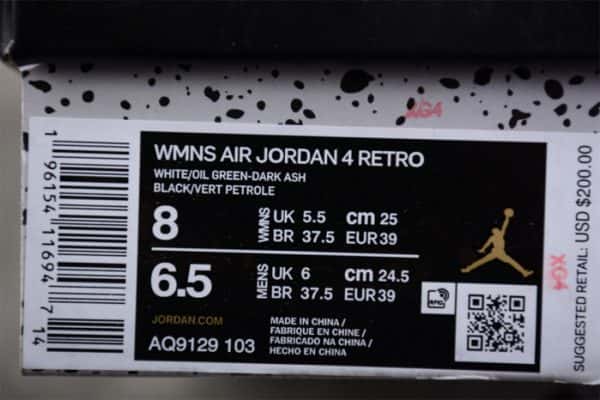 AG4
WMNS AIR JORDAN 4 RETRO
WHITE/OIL GREEN-DARK ASH
BLACK/VERT PETROLE
8 WMNS UK 5.5 cm 25
BR 37.5 EUR 39
6.5 MENS UK 6 cm 24.5
BR 37.5 EUR 39
JORDAN.COM
AQ9129 103
MADE IN CHINA /
FABRIQUE EN CHINE /
FABRICADO NA CHINA /
HECHO EN CHINA
RFID
1 96154 11694 7 14
SUGGESTED RETAIL: USD $200.00